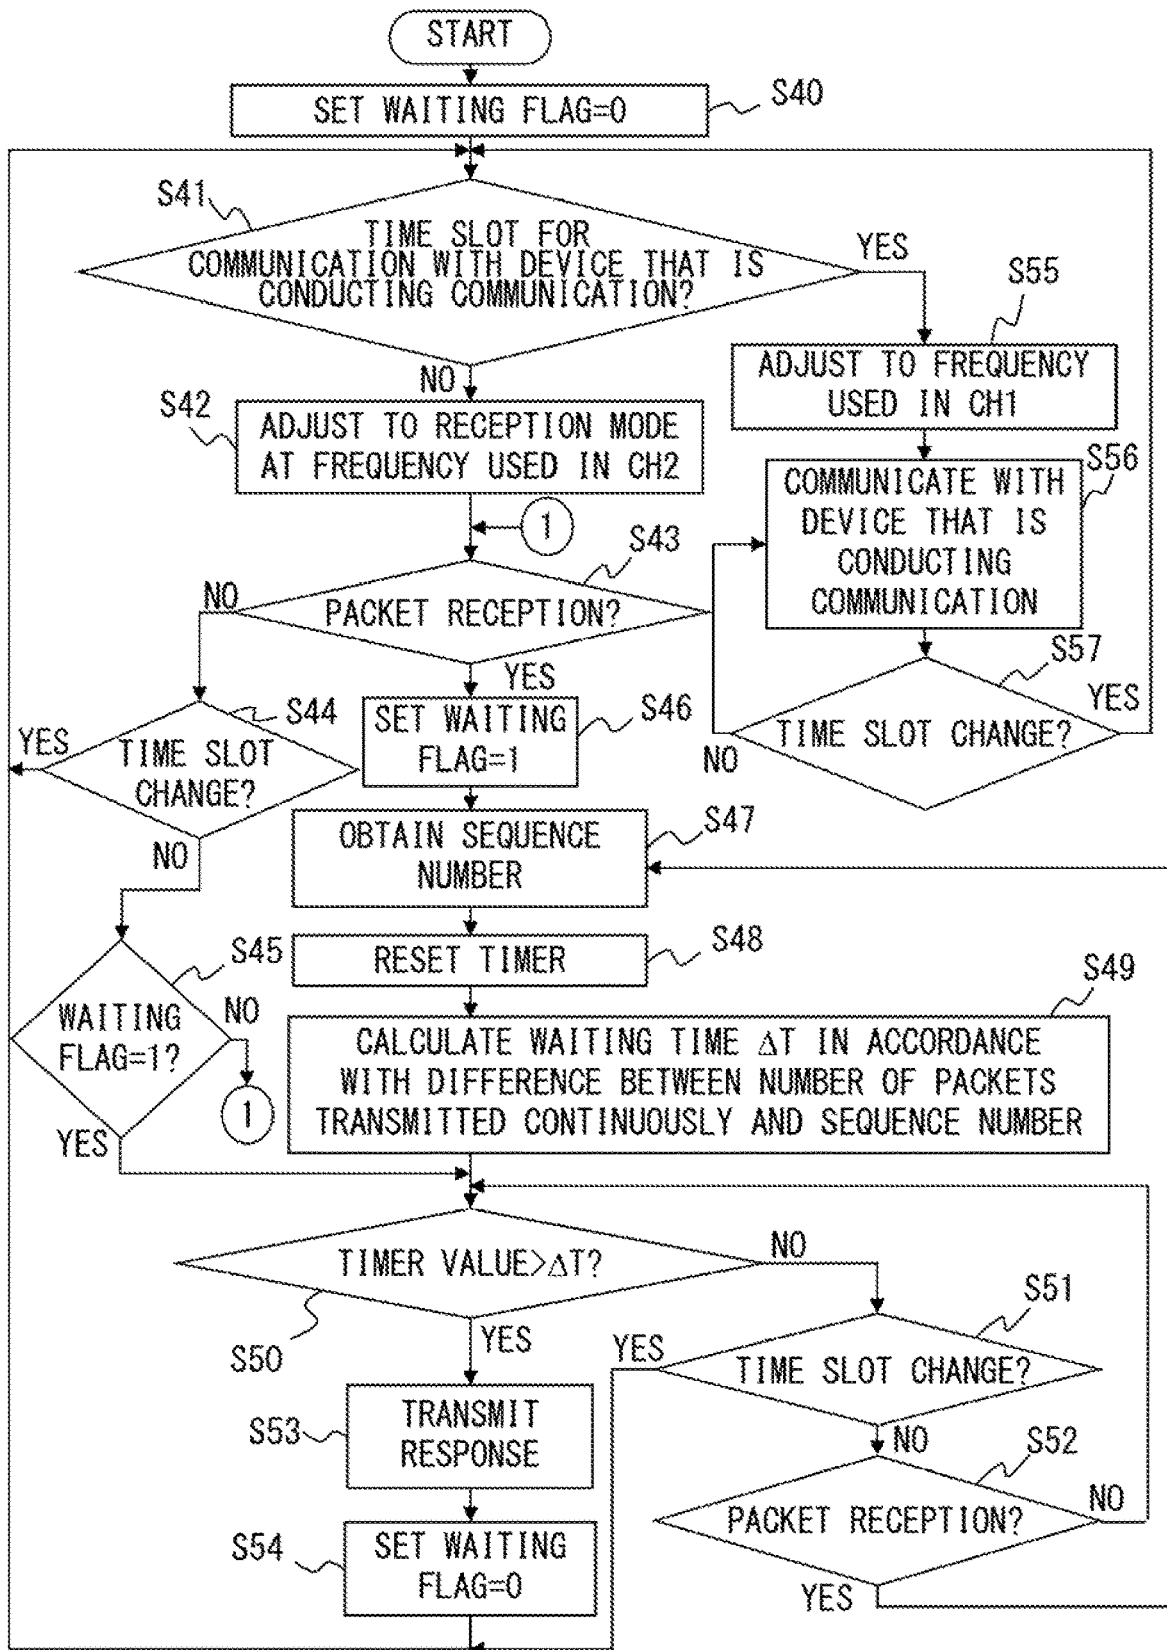 START
SET WAITING FLAG=0
S40
S41
TIME SLOT FOR
COMMUNICATION WITH DEVICE THAT IS
CONDUCTING COMMUNICATION?
YES
S55
ADJUST TO FREQUENCY
USED IN CH1
NO
S42
ADJUST TO RECEPTION MODE
AT FREQUENCY USED IN CH2
S56
COMMUNICATE WITH
DEVICE THAT IS
CONDUCTING
COMMUNICATION
1
S43
NO
PACKET RECEPTION?
YES
S57
TIME SLOT CHANGE?
YES
NO
S44
YES
TIME SLOT
CHANGE?
NO
SET WAITING
FLAG=1
S46
OBTAIN SEQUENCE
NUMBER
S47
RESET TIMER
S48
S45
WAITING
FLAG=1?
NO
1
YES
S49
CALCULATE WAITING TIME ΔT IN ACCORDANCE
WITH DIFFERENCE BETWEEN NUMBER OF PACKETS
TRANSMITTED CONTINUOUSLY AND SEQUENCE NUMBER
TIMER VALUE>ΔT?
NO
S50
YES
S51
YES
TIME SLOT CHANGE?
NO
S53
TRANSMIT
RESPONSE
S52
PACKET RECEPTION?
NO
YES
S54
SET WAITING
FLAG=0